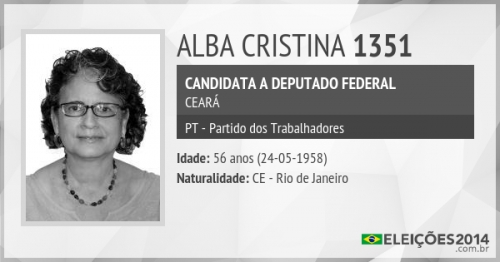 ALBA CRISTINA 1351
CANDIDATA A DEPUTADO FEDERAL
CEARÁ
PT - Partido dos Trabalhadores
Idade: 56 anos (24-05-1958)
Naturalidade: CE - Rio de Janeiro
ELEIÇÕES2014
.com.br